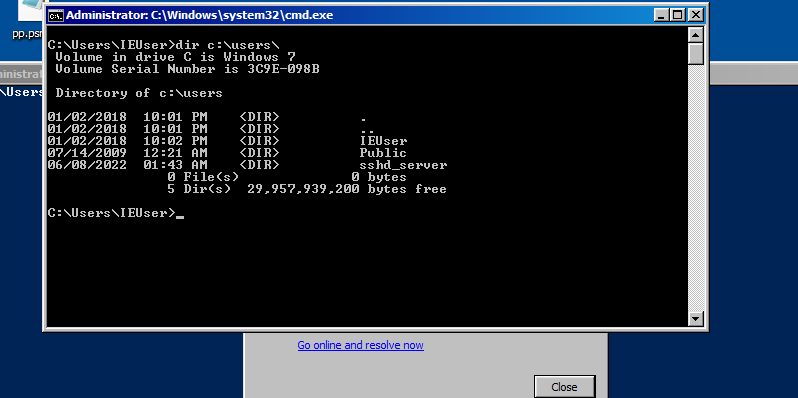 pp.psm
Administrator: C:\Windows\system32\cmd.exe
C:\Users\IEUser>dir c:\users\
 Volume in drive C is Windows 7
 Volume Serial Number is 3C9E-098B
 Directory of c:\users
01/02/2018  10:01 PM    <DIR>          .
01/02/2018  10:01 PM    <DIR>          ..
01/02/2018  10:02 PM    <DIR>          IEUser
07/14/2009  12:21 AM    <DIR>          Public
06/08/2022  01:43 AM    <DIR>          sshd_server
               0 File(s)              0 bytes
               5 Dir(s)  29,957,939,200 bytes free
C:\Users\IEUser>_
Go online and resolve now
Close